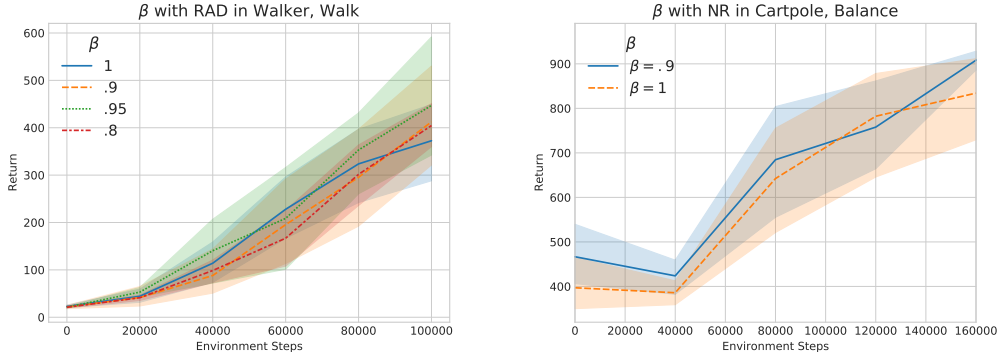 β with RAD in Walker, Walk
600
500
400
300
200
100
0
Return
β
1
.9
.95
.8
0 20000 40000 60000 80000 100000
Environment Steps
β with NR in Cartpole, Balance
900
800
700
600
500
400
Return
β
β = .9
β = 1
0 20000 40000 60000 80000 100000 120000 140000 160000
Environment Steps